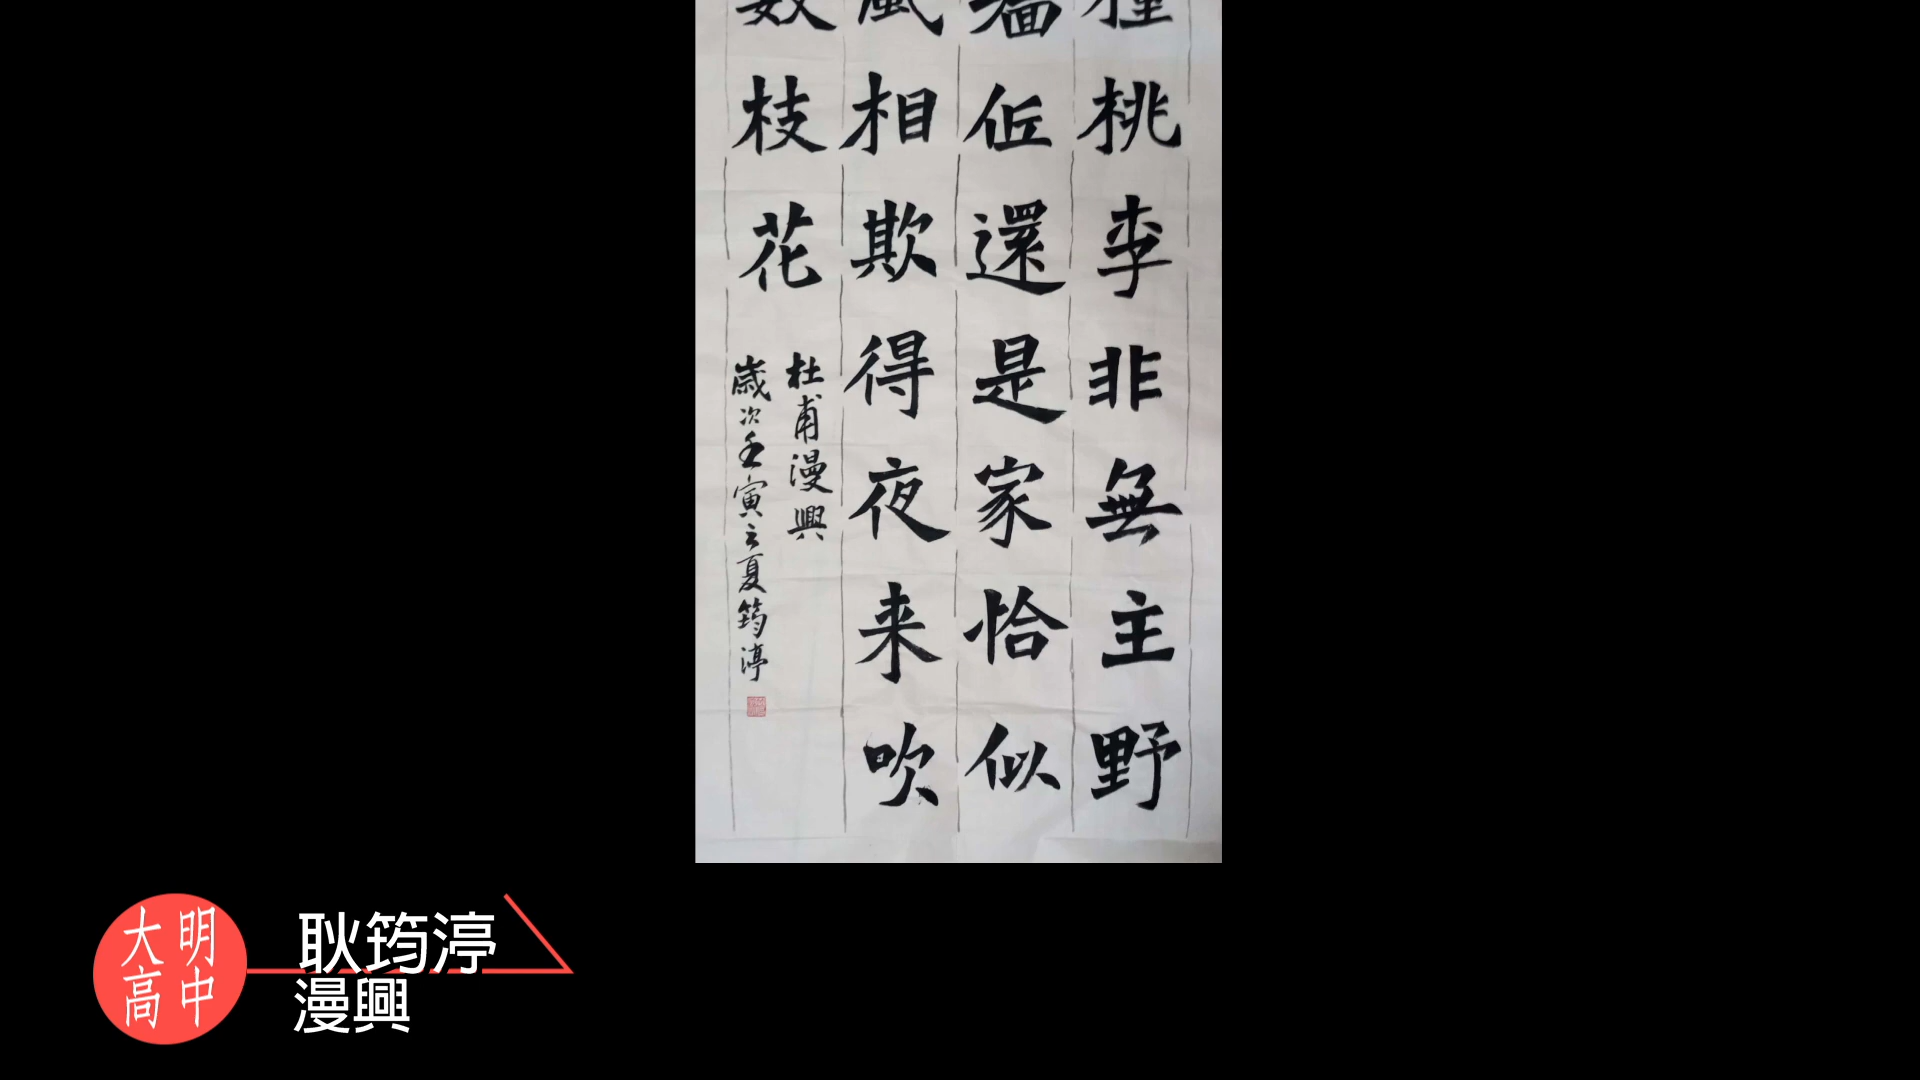 種桃李非無主野
墻低還是家恰似
風相欺得夜来吹
數枝花
杜甫漫興
歲次壬寅之夏筠渟
大明
高中
耿筠渟
漫興